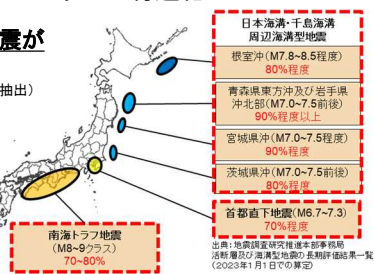 震が
抽出）
日本海溝・千島海溝
周辺海溝型地震
根室沖（M7.8～8.5程度）
80%程度
青森県東方沖及び岩手県
沖北部（M7.0～7.5前後）
90%程度以上
宮城県沖（M7.0～7.5程度）
90%程度
茨城県沖（M7.0～7.5前後）
80%程度
首都直下地震（M6.7～7.3）
70%程度
南海トラフ地震
（M8～9クラス）
70～80%
出典：地震調査研究推進本部事務局
活断層及び海溝型地震の長期評価結果一覧
（2023年1月1日での算定）